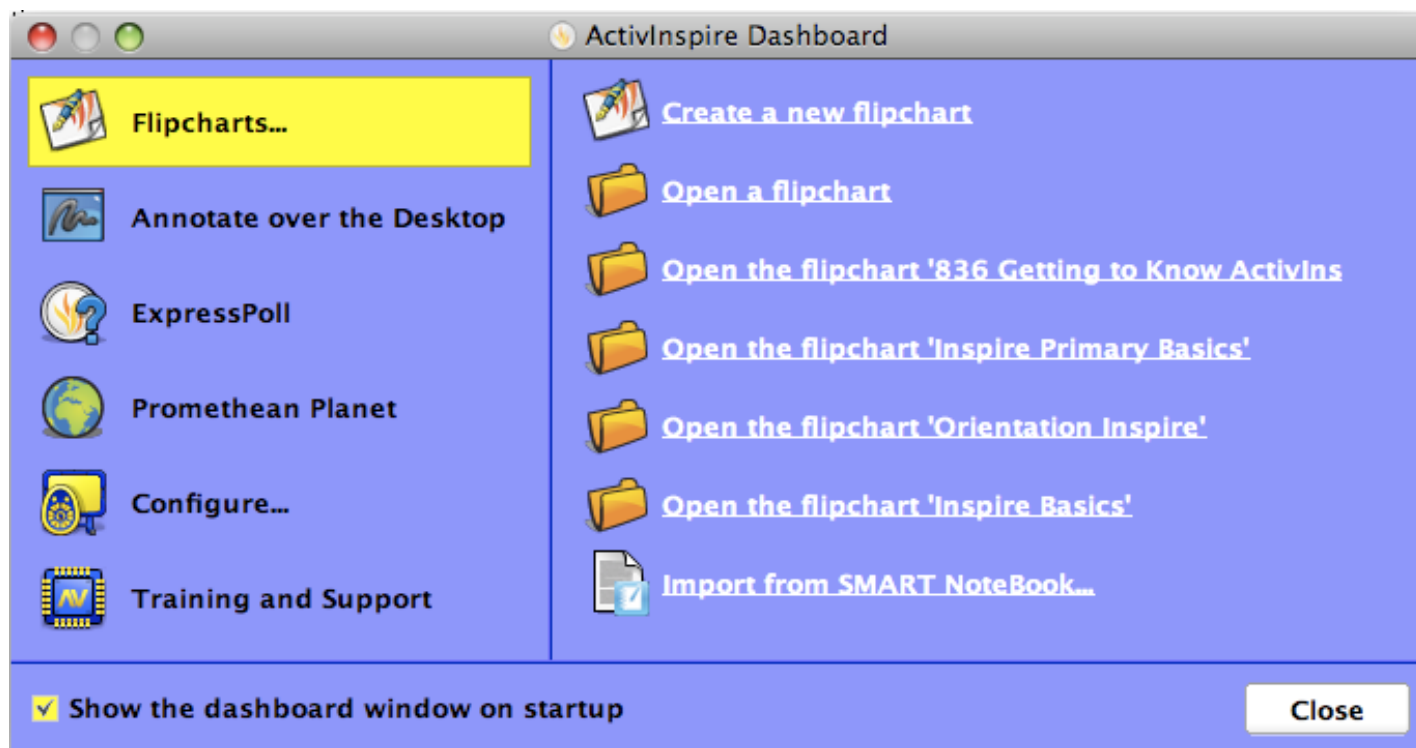 ActivInspire Dashboard
Flipcharts...
Annotate over the Desktop
ExpressPoll
Promethean Planet
Configure...
Training and Support
Create a new flipchart
Open a flipchart
Open the flipchart '836 Getting to Know ActivIns
Open the flipchart 'Inspire Primary Basics'
Open the flipchart 'Orientation Inspire'
Open the flipchart 'Inspire Basics'
Import from SMART NoteBook...
Show the dashboard window on startup
Close